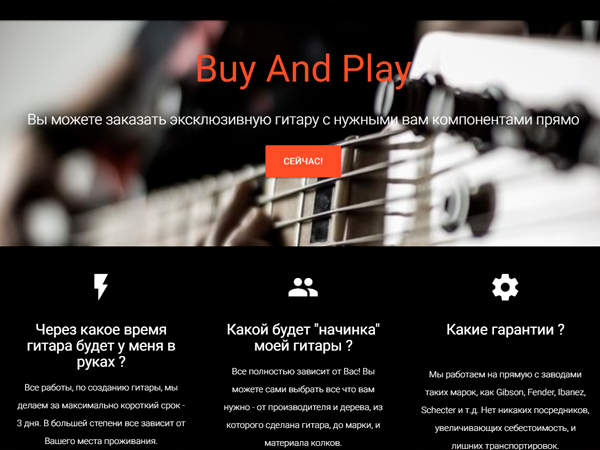 Buy And Play
Вы можете заказать эксклюзивную гитару с нужными вам компонентами прямо
СЕЙЧАС!
Через какое время
гитара будет у меня в
руках ?
Все работы, по созданию гитары, мы
делаем за максимально короткий срок -
3 дня. В большей степени все зависит от
Вашего места проживания.
Какой будет "начинка"
моей гитары ?
Все полностью зависит от Вас! Вы
можете сами выбрать все что вам
нужно - от производителя и дерева, из
которого сделана гитара, до марки, и
материала колков.
Какие гарантии ?
Мы работаем на прямую с заводами
таких марок, как Gibson, Fender, Ibanez,
Schecter и т.д. Нет никаких посредников,
увеличивающих себестоимость, и
лишних транспортировок.